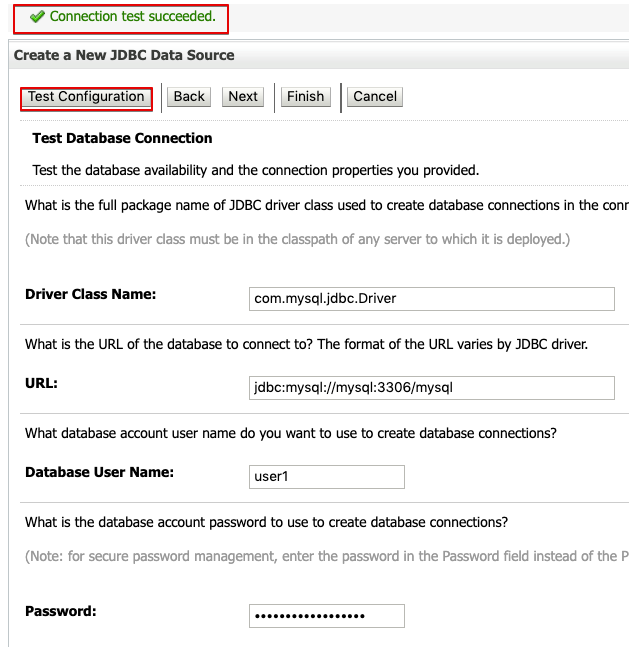 Connection test succeeded.
Create a New JDBC Data Source
Test Configuration Back Next Finish Cancel
Test Database Connection
Test the database availability and the connection properties you provided.
What is the full package name of JDBC driver class used to create database connections in the
(Note that this driver class must be in the classpath of any server to which it is deployed.)
Driver Class Name: com.mysql.jdbc.Driver
What is the URL of the database to connect to? The format of the URL varies by JDBC driver.
URL: jdbc:mysql://mysql:3306/mysql
What database account user name do you want to use to create database connections?
Database User Name: user1
What is the database account password to use to create database connections?
(Note: for secure password management, enter the password in the Password field instead of the
Password: ••••••••••••••••••